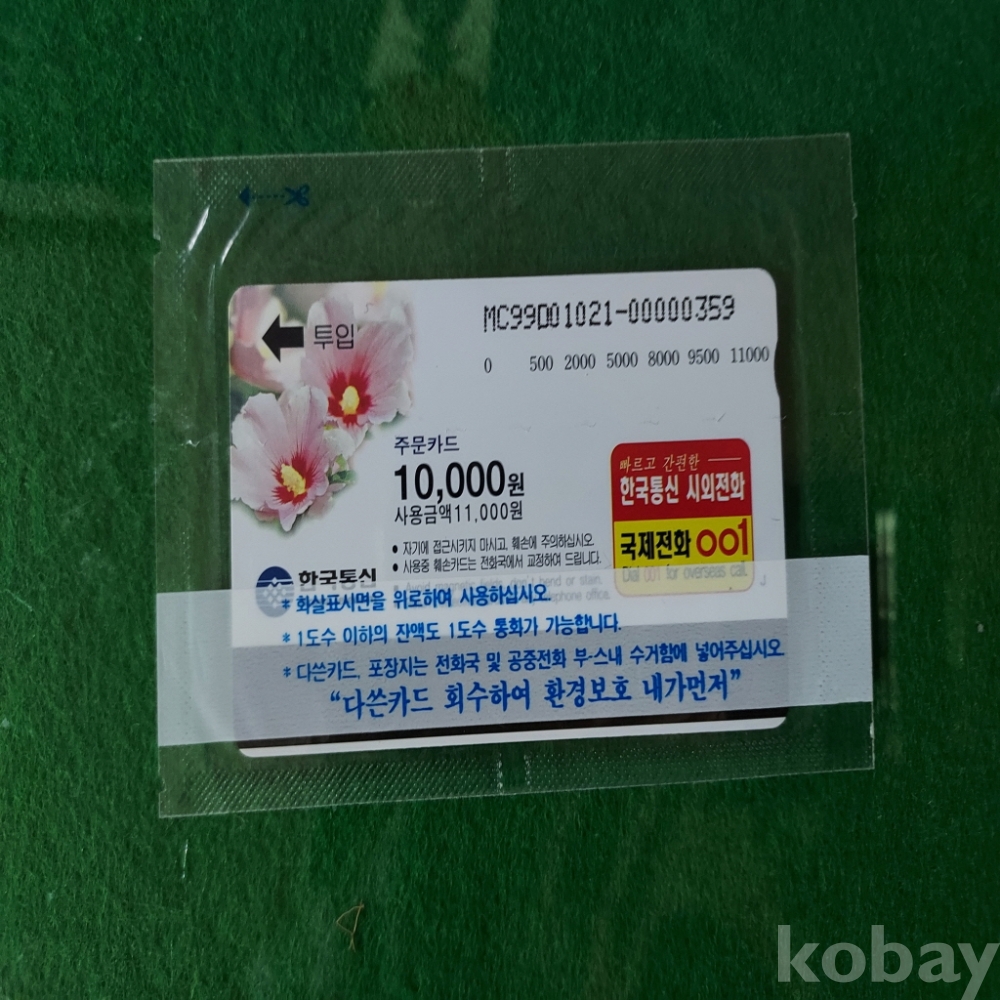 투입
MC99D01021-00000359
0 500 2000 5000 8000 9500 11000
주문카드
10,000원
사용금액11,000원
• 자기에 접근시키지 마시고, 훼손에 주의하십시오.
• 사용중 훼손카드는 전화국에서 교정하여 드립니다.
• Avoid magnetic fields, don't bend or stain.
telephone office.
빠르고 간편한
한국통신 시외전화
국제전화 001
Dial 001 for overseas call.
한국통신
* 화살표시면을 위로하여 사용하십시오.
* 1도수 이하의 잔액도 1도수 통화가 가능합니다.
* 다쓴카드, 포장지는 전화국 및 공중전화 부·스내 수거함에 넣어주십시오
“다쓴카드 회수하여 환경보호 내가먼저”
kobay